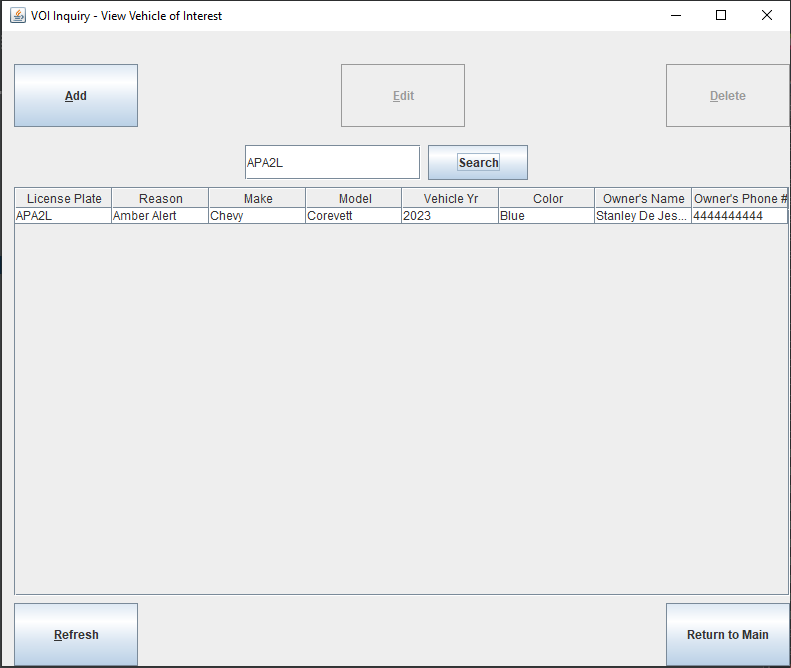 VOI Inquiry - View Vehicle of Interest
Add Edit Delete
APA2L Search
License Plate Reason Make Model Vehicle Yr Color Owner's Name Owner's Phone #
APA2L Amber Alert Chevy Corevett 2023 Blue Stanley De Jes... 4444444444
Refresh Return to Main